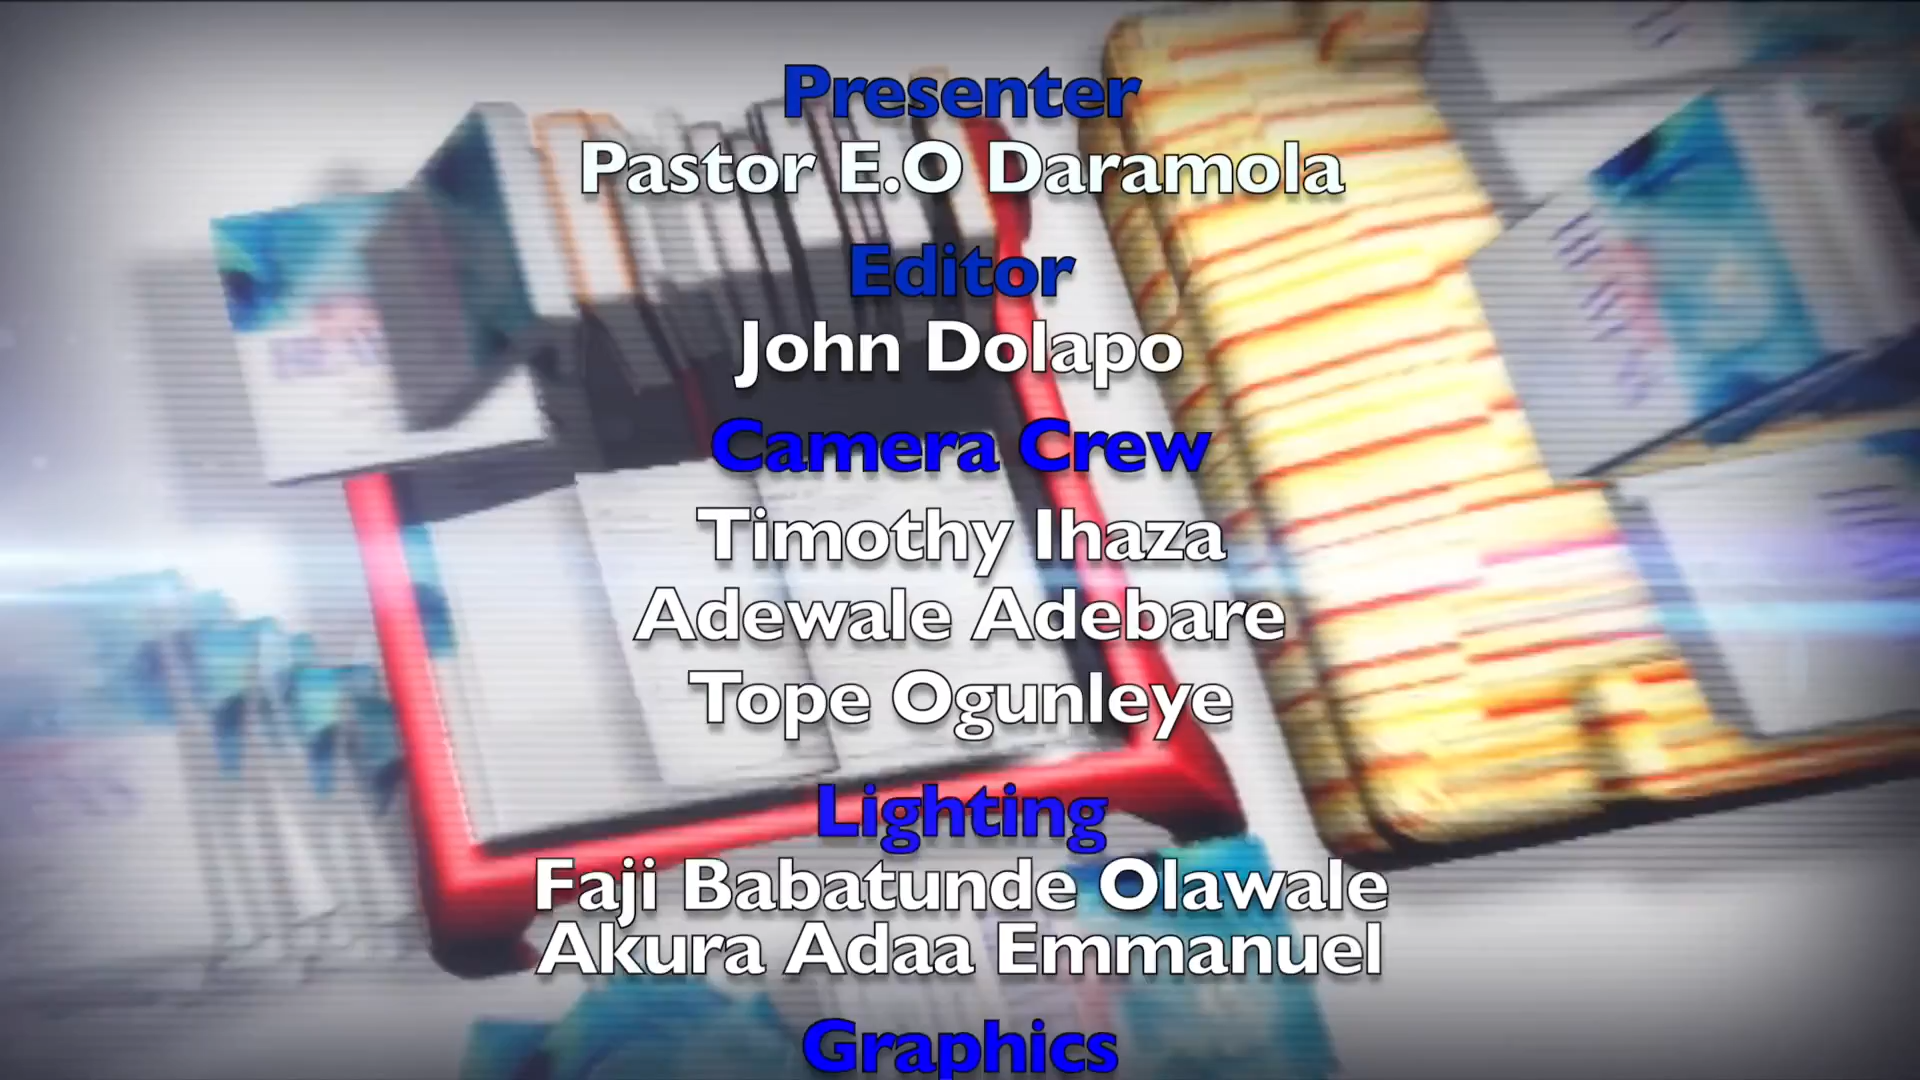 Presenter
Pastor E.O Daramola
Editor
John Dolapo
Camera Crew
Timothy Ihaza
Adewale Adebare
Tope Ogunleye
Lighting
Faji Babatunde Olawale
Akura Adaa Emmanuel
Graphics